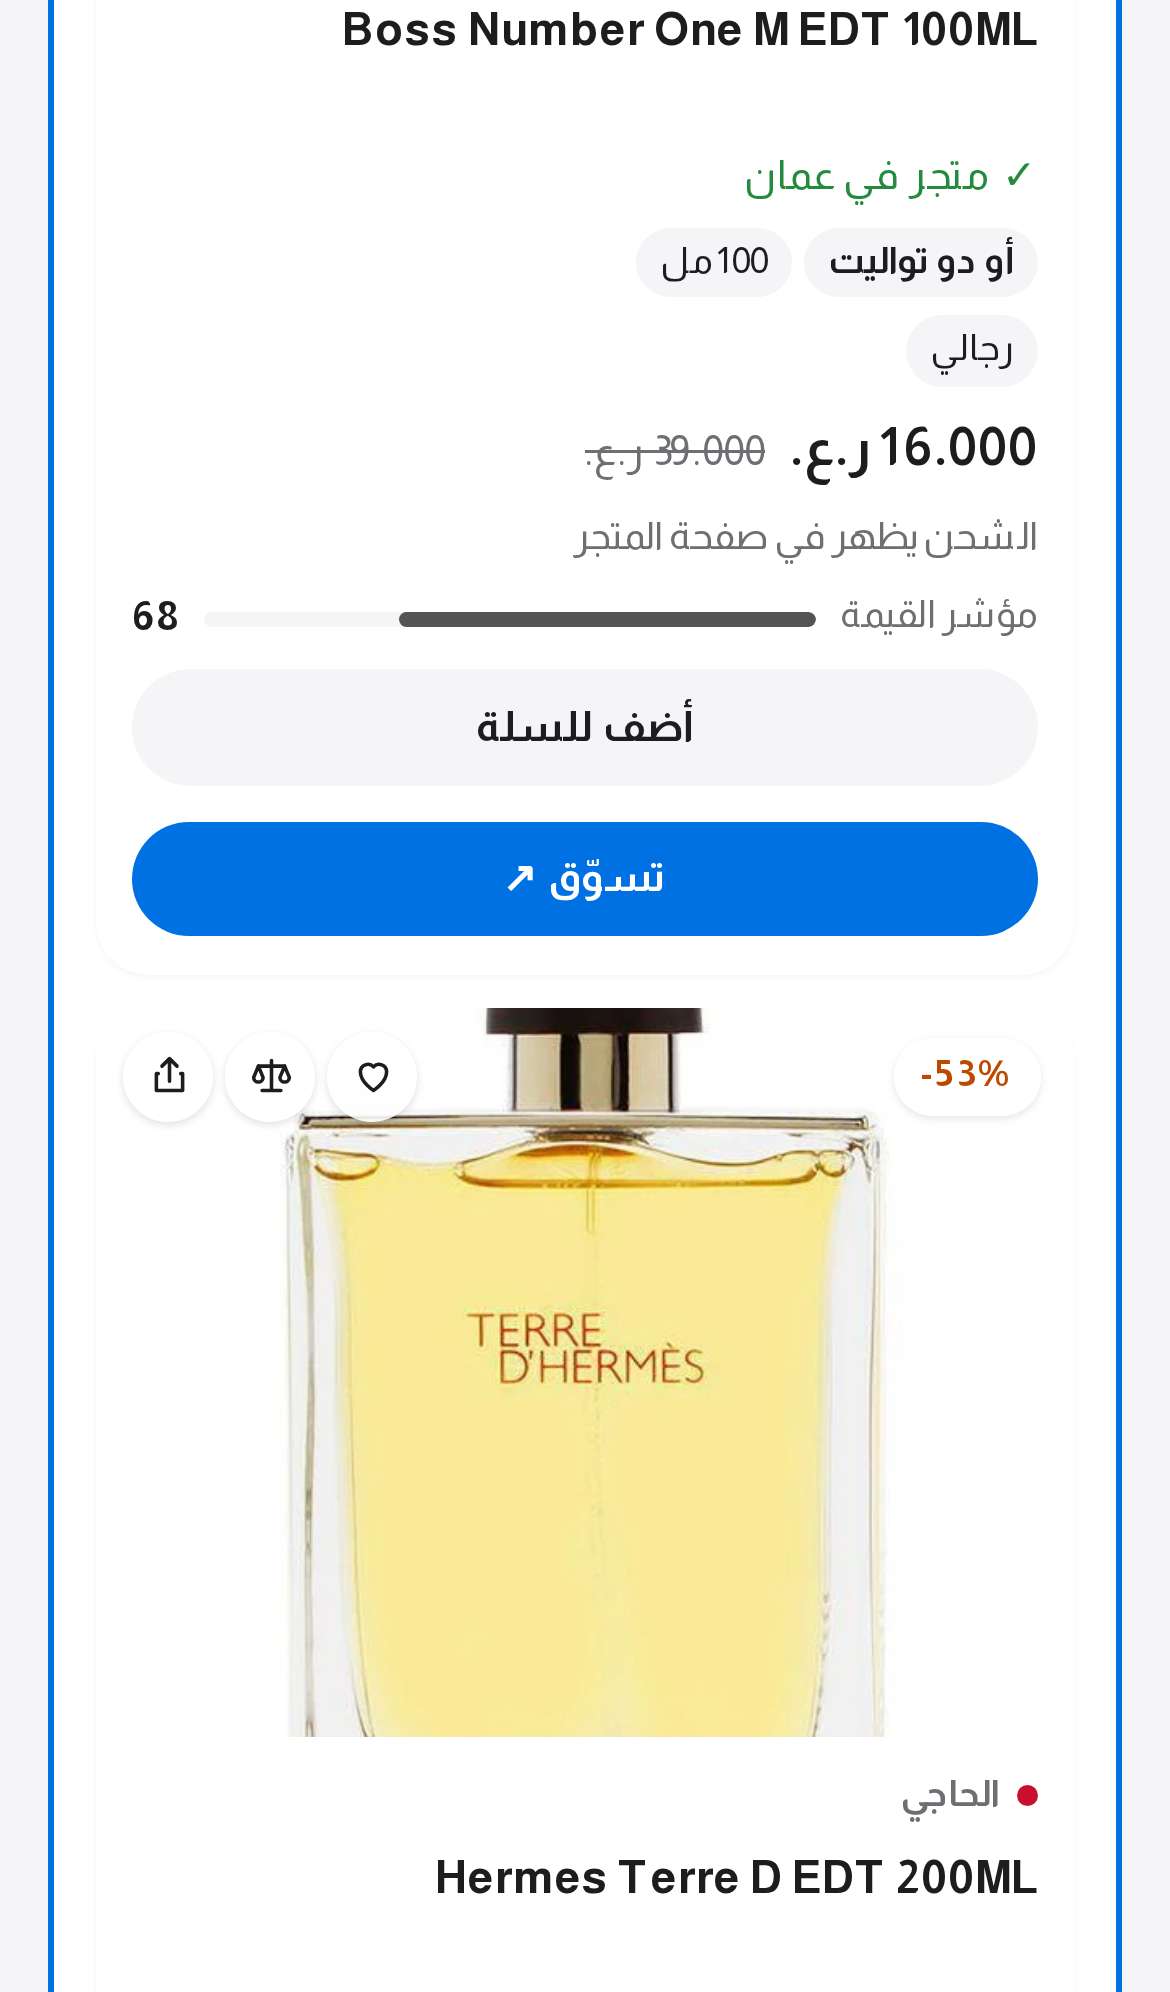 Boss Number One M EDT 100ML
✓ متجر في عمان
أو دو تواليت 100 مل
رجالي
16.000 ر.ع. 39.000 ر.ع.
الشحن يظهر في صفحة المتجر
مؤشر القيمة 68
أضف للسلة
تسوّق ↗
-53%
TERRE
D'HERMÈS
الحاجي
Hermes Terre D EDT 200ML